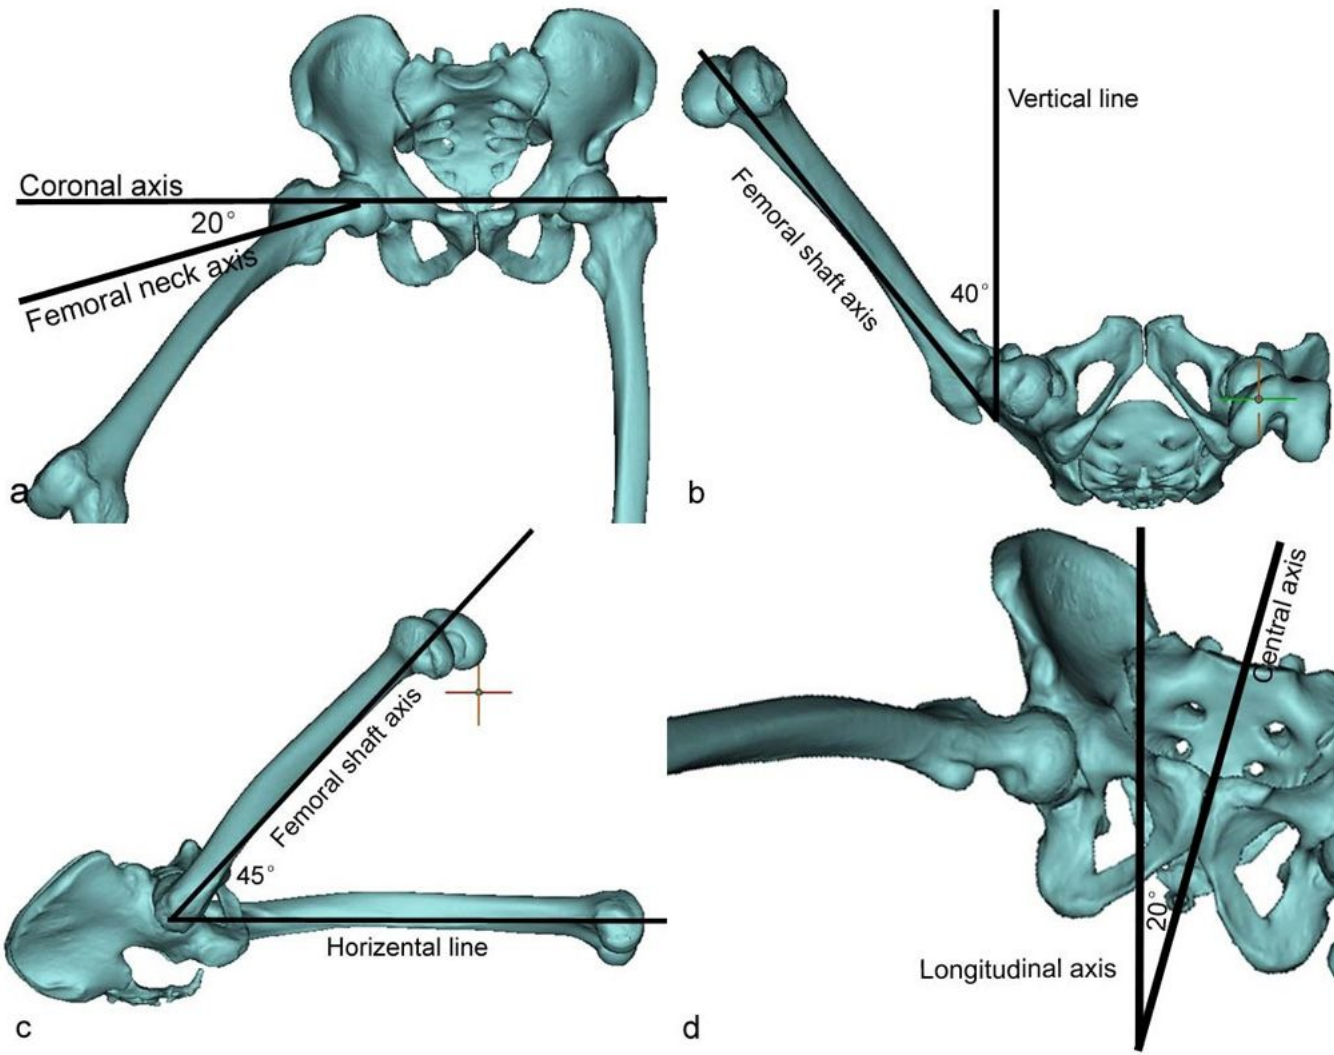 Coronal axis
20°
Femoral neck axis
a
Vertical line
Femoral shaft axis
40°
b
Femoral shaft axis
45°
Horizental line
c
Central axis
20°
Longitudinal axis
d